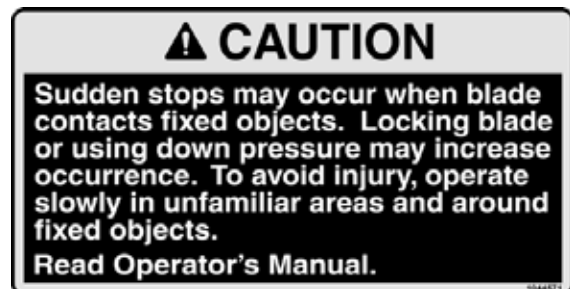 CAUTION
Sudden stops may occur when blade
contacts fixed objects. Locking blade
or using down pressure may increase
occurrence. To avoid injury, operate
slowly in unfamiliar areas and around
fixed objects.
Read Operator's Manual.